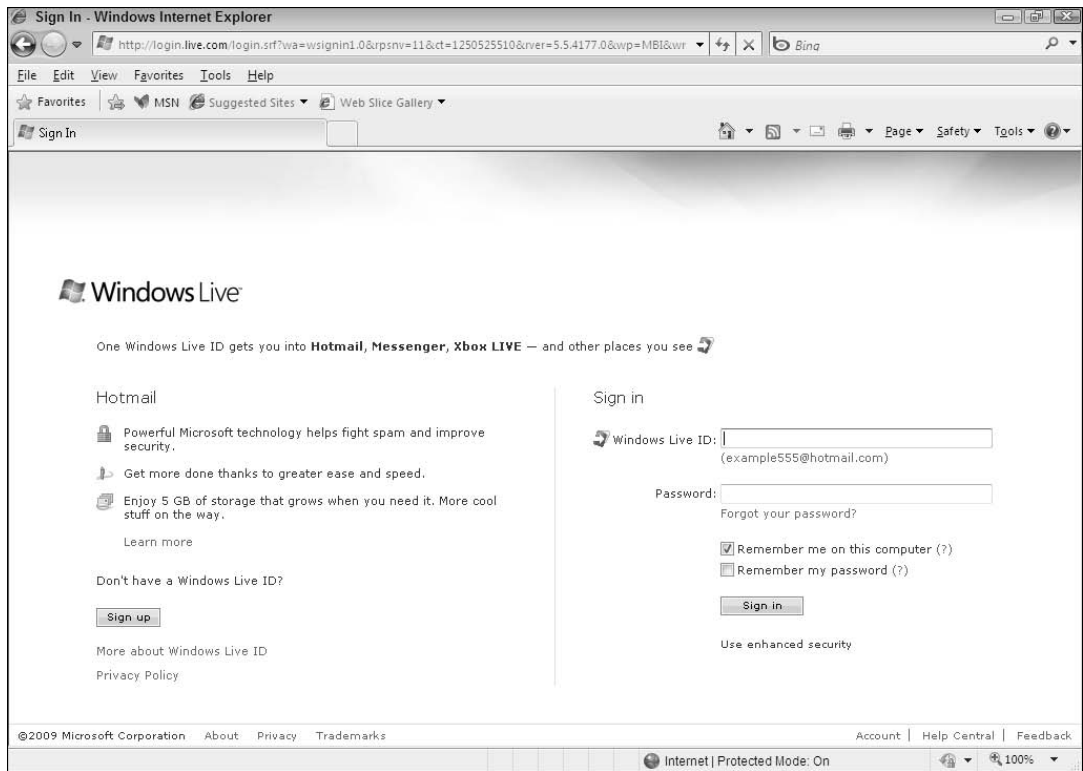 Sign In - Windows Internet Explorer
http://login.live.com/login.srf?wa=wsignin1.0&rpsnv=11&ct=1250525510&rver=5.5.4177.0&wp=MBI&wr
Bing
File Edit View Favorites Tools Help
Favorites MSN Suggested Sites Web Slice Gallery
Sign In
Page Safety Tools
Windows Live
One Windows Live ID gets you into Hotmail, Messenger, Xbox LIVE — and other places you see
Hotmail
Powerful Microsoft technology helps fight spam and improve
security.
Get more done thanks to greater ease and speed.
Enjoy 5 GB of storage that grows when you need it. More cool
stuff on the way.
Learn more
Don't have a Windows Live ID?
Sign up
More about Windows Live ID
Privacy Policy
Sign in
Windows Live ID:
(example555@hotmail.com)
Password:
Forgot your password?
Remember me on this computer (?)
Remember my password (?)
Sign in
Use enhanced security
©2009 Microsoft Corporation About Privacy Trademarks
Account | Help Central | Feedback
Internet | Protected Mode: On
100%